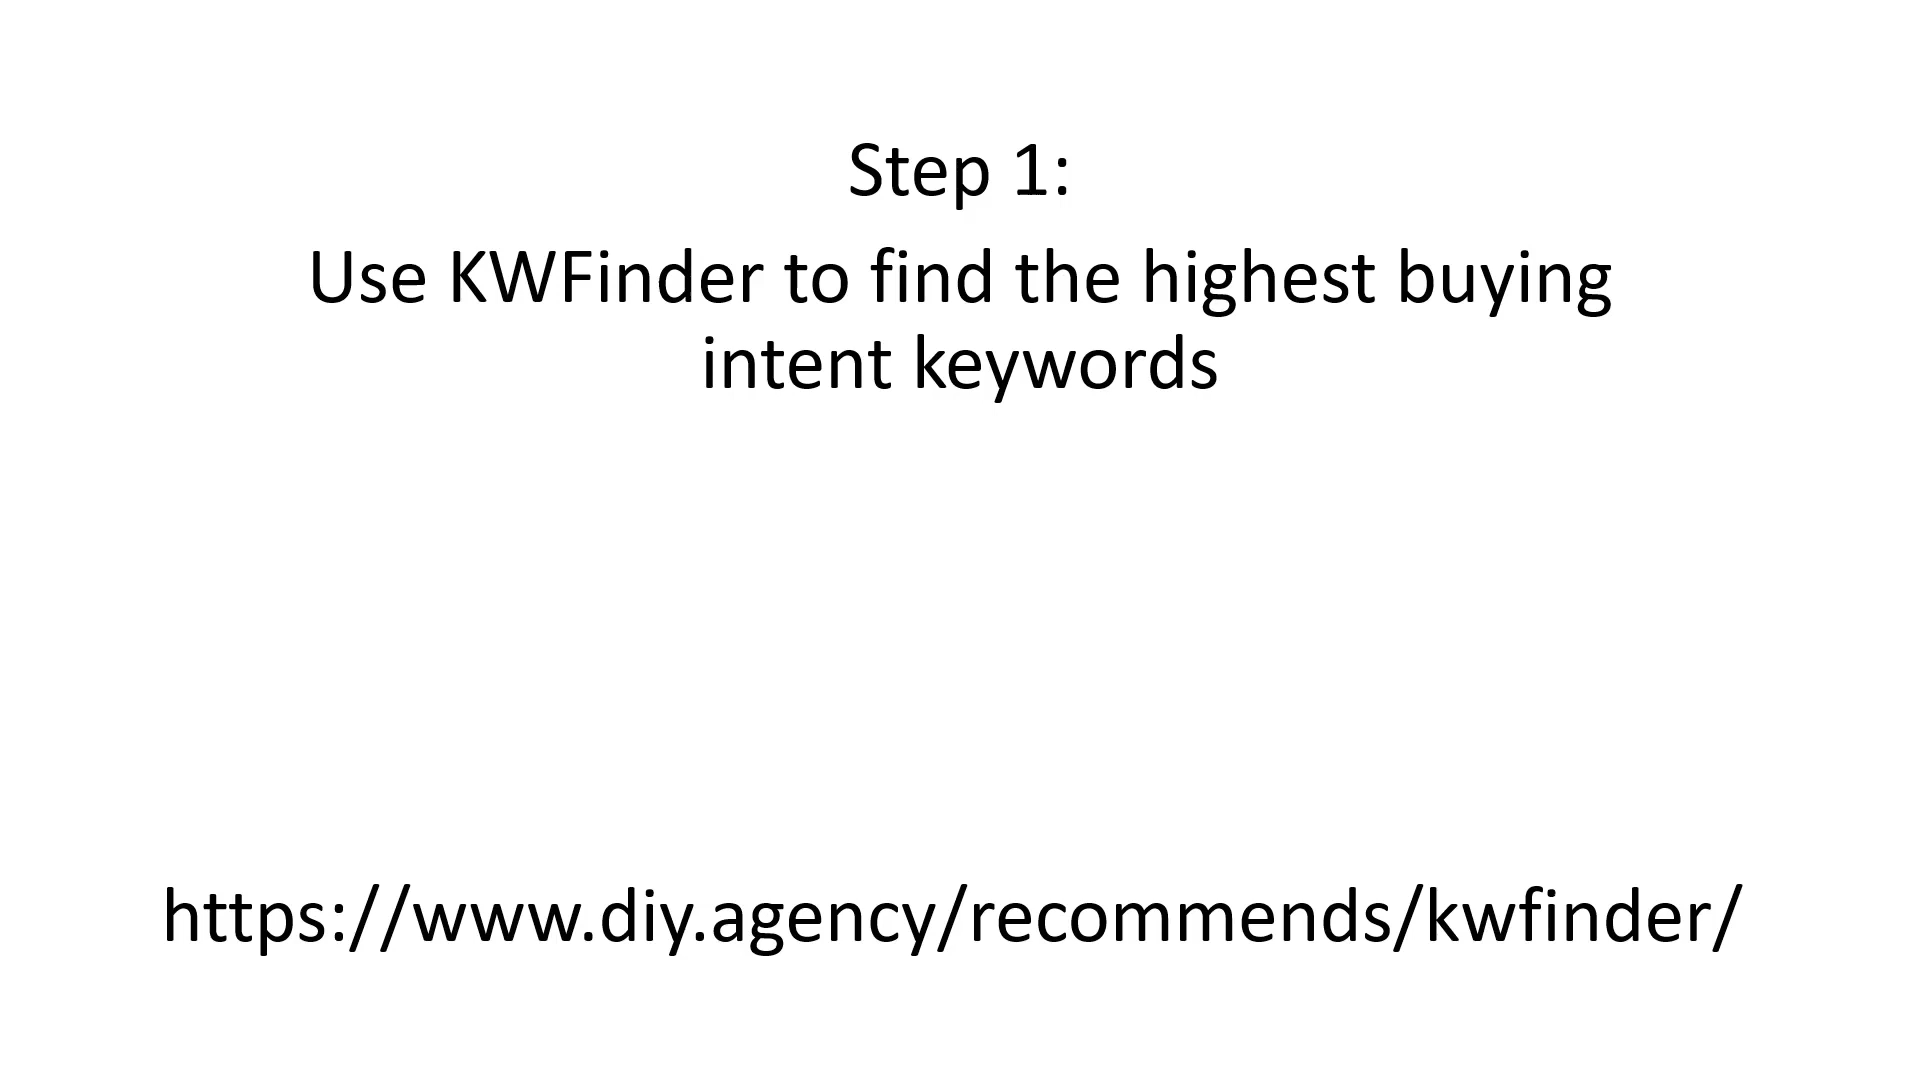 Step 1:
Use KWFinder to find the highest buying
intent keywords
https://www.diy.agency/recommends/kwfinder/